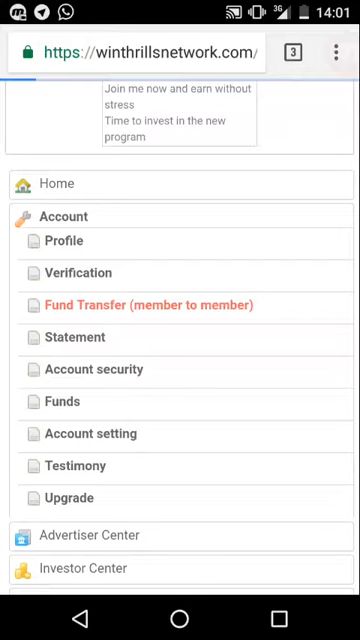 3G
14:01
https://winthrillsnetwork.com/
3
Join me now and earn without
stress
Time to invest in the new
program
Home
Account
Profile
Verification
Fund Transfer (member to member)
Statement
Account security
Funds
Account setting
Testimony
Upgrade
Advertiser Center
Investor Center